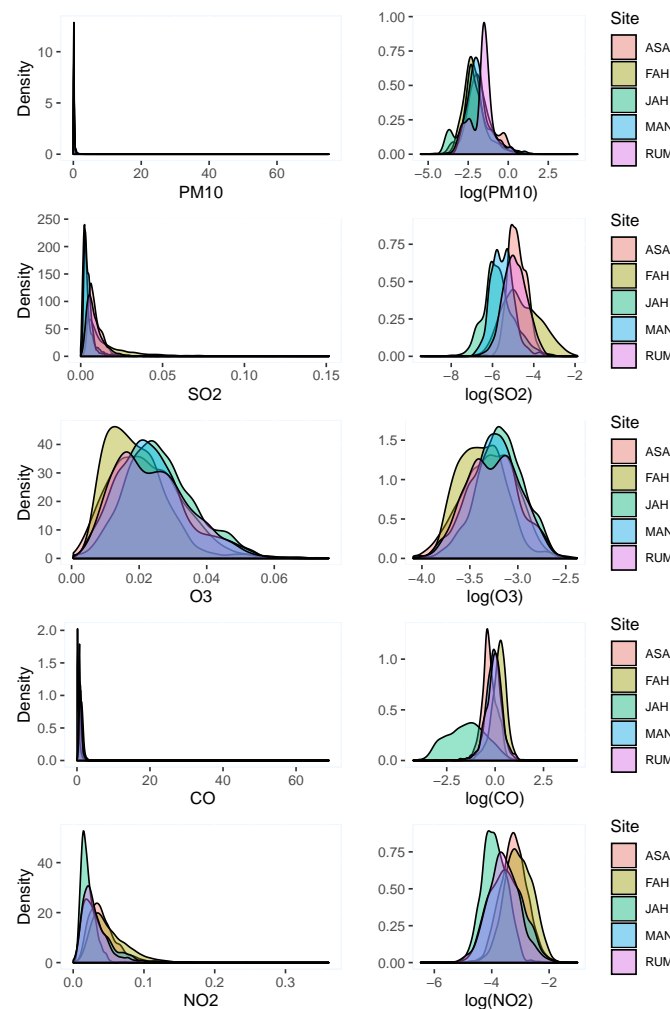 Site
1.00
10
0.75
ASA
FAH
0.50
5
JAH
0.25
MAN
0
0.00
RUM
0 20 40 60
−5.0 −2.5 0.0 2.5
Density
PM10
log(PM10)
Site
250
200
0.75
ASA
150
0.50
FAH
100
JAH
50
0.25
MAN
0
0.00
RUM
0.00 0.05 0.10 0.15
−8 −6 −4 −2
Density
SO2
log(SO2)
Site
40
1.5
ASA
30
1.0
FAH
20
JAH
10
0.5
MAN
0
0.0
RUM
0.00 0.02 0.04 0.06
−4.0 −3.5 −3.0 −2.5
Density
O3
log(O3)
Site
2.0
ASA
1.5
1.0
FAH
1.0
0.5
JAH
0.5
MAN
0.0
0.0
RUM
0 20 40 60
−2.5 0.0 2.5
Density
CO
log(CO)
Site
40
0.75
ASA
FAH
20
0.50
JAH
0.25
MAN
0
0.00
RUM
0.0 0.1 0.2 0.3
−6 −4 −2
Density
NO2
log(NO2)